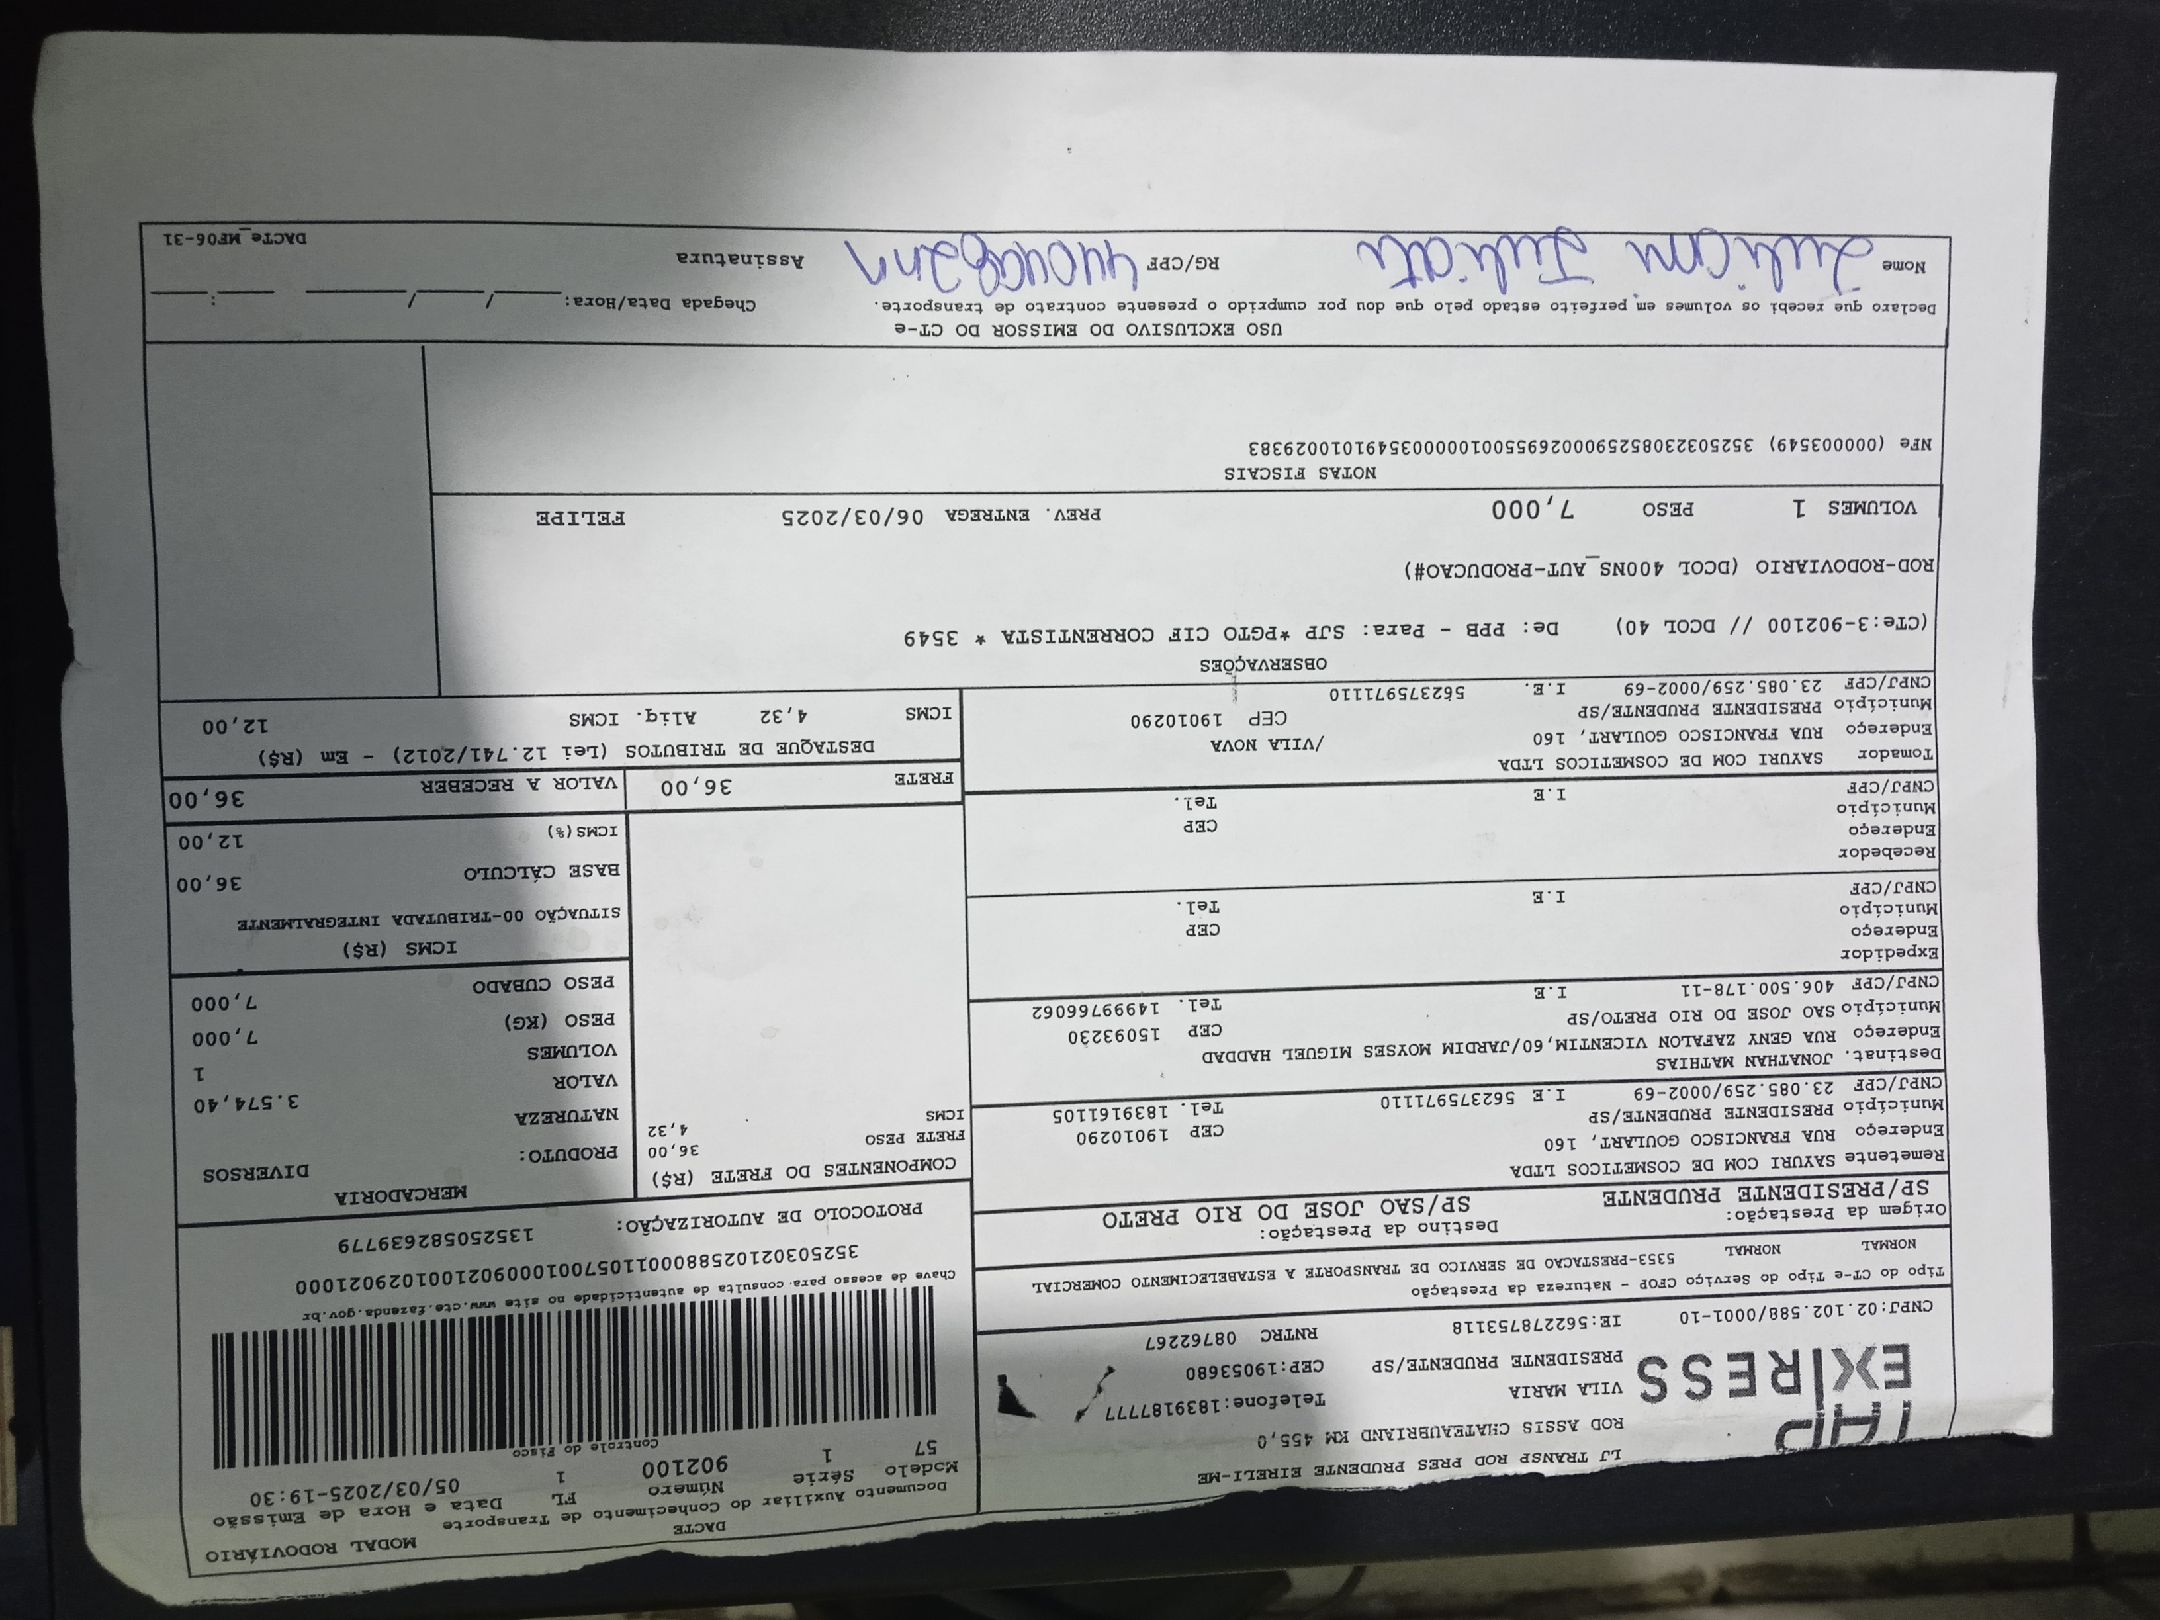 DACTE
MODAL RODOVIÁRIO
Documento Auxiliar do Conhecimento de Transporte
Modelo Série Número FL Data e Hora de Emissão
57 1 902100 1 05/03/2025-19:30
Controle do Fisco
Chave de acesso para consulta de autenticidade no site www.cte.fazenda.gov.br
35250302102588000110570010009021001029021000
PROTOCOLO DE AUTORIZAÇÃO: 135250582639779
EXPRESS
LJ TRANSP ROD PRES PRUDENTE EIRELI-ME
ROD ASSIS CHATEAUBRIAND KM 455,0
VILA MARIA Telefone:1839187777
PRESIDENTE PRUDENTE/SP CEP:19053680
CNPJ:02.102.588/0001-10 IE:562278753118 RNTRC 08762267
Tipo do CT-e Tipo do Serviço CFOP - Natureza da Prestação
NORMAL NORMAL 5353-PRESTACAO DE SERVICO DE TRANSPORTE A ESTABELECIMENTO COMERCIAL
Origem da Prestação: Destino da Prestação:
SP/PRESIDENTE PRUDENTE SP/SAO JOSE DO RIO PRETO
Remetente SAYURI COM DE COSMETICOS LTDA
Endereço RUA FRANCISCO GOULART, 160 CEP 19010290
Município PRESIDENTE PRUDENTE/SP Tel. 1839161105
CNPJ/CPF 23.085.259/0002-69 I.E 562375971110
Destinat. JONATHAN MATHIAS
Endereço RUA GENY ZAFALON VICENTIM,60/JARDIM MOYSES MIGUEL HADDAD
Município SAO JOSE DO RIO PRETO/SP CEP 15093230
CNPJ/CPF 406.500.178-11 I.E Tel. 14999766062
Expedidor
Endereço CEP
Município Tel.
CNPJ/CPF I.E
Recebedor
Endereço CEP
Município Tel.
CNPJ/CPF I.E
Tomador SAYURI COM DE COSMETICOS LTDA
Endereço RUA FRANCISCO GOULART, 160 /VILA NOVA
Município PRESIDENTE PRUDENTE/SP CEP 19010290
CNPJ/CPF 23.085.259/0002-69 I.E. 562375971110
COMPONENTES DO FRETE (R$)
FRETE PESO 36,00
ICMS 4,32
MERCADORIA
PRODUTO: DIVERSOS
NATUREZA
VALOR 3.574,40
VOLUMES 1
PESO (KG) 7,000
PESO CUBADO 7,000
ICMS (R$)
SITUAÇÃO 00-TRIBUTADA INTEGRALMENTE
BASE CÁLCULO 36,00
ICMS(%) 12,00
FRETE 36,00 VALOR A RECEBER 36,00
DESTAQUE DE TRIBUTOS (Lei 12.741/2012) - Em (R$)
ICMS 4,32 Aliq. ICMS 12,00
OBSERVAÇÕES
(CTe:3-902100 // DCOL 40) De: PPB - Para: SJP *PGTO CIF CORRENTISTA * 3549
ROD-RODOVIARIO (DCOL 400NS_AUT-PRODUCAO#)
VOLUMES 1 PESO 7,000 PREV. ENTREGA 06/03/2025 FELIPE
NOTAS FISCAIS
NFe (000003549) 35250323085259000269550010000035491010029383
USO EXCLUSIVO DO EMISSOR DO CT-e
Declaro que recebi os volumes em perfeito estado pelo que dou por cumprido o presente contrato de transporte. Chegada Data/Hora: ____/____/______ ___:___
Nome RG/CPF Assinatura
DACTe_MF06-31